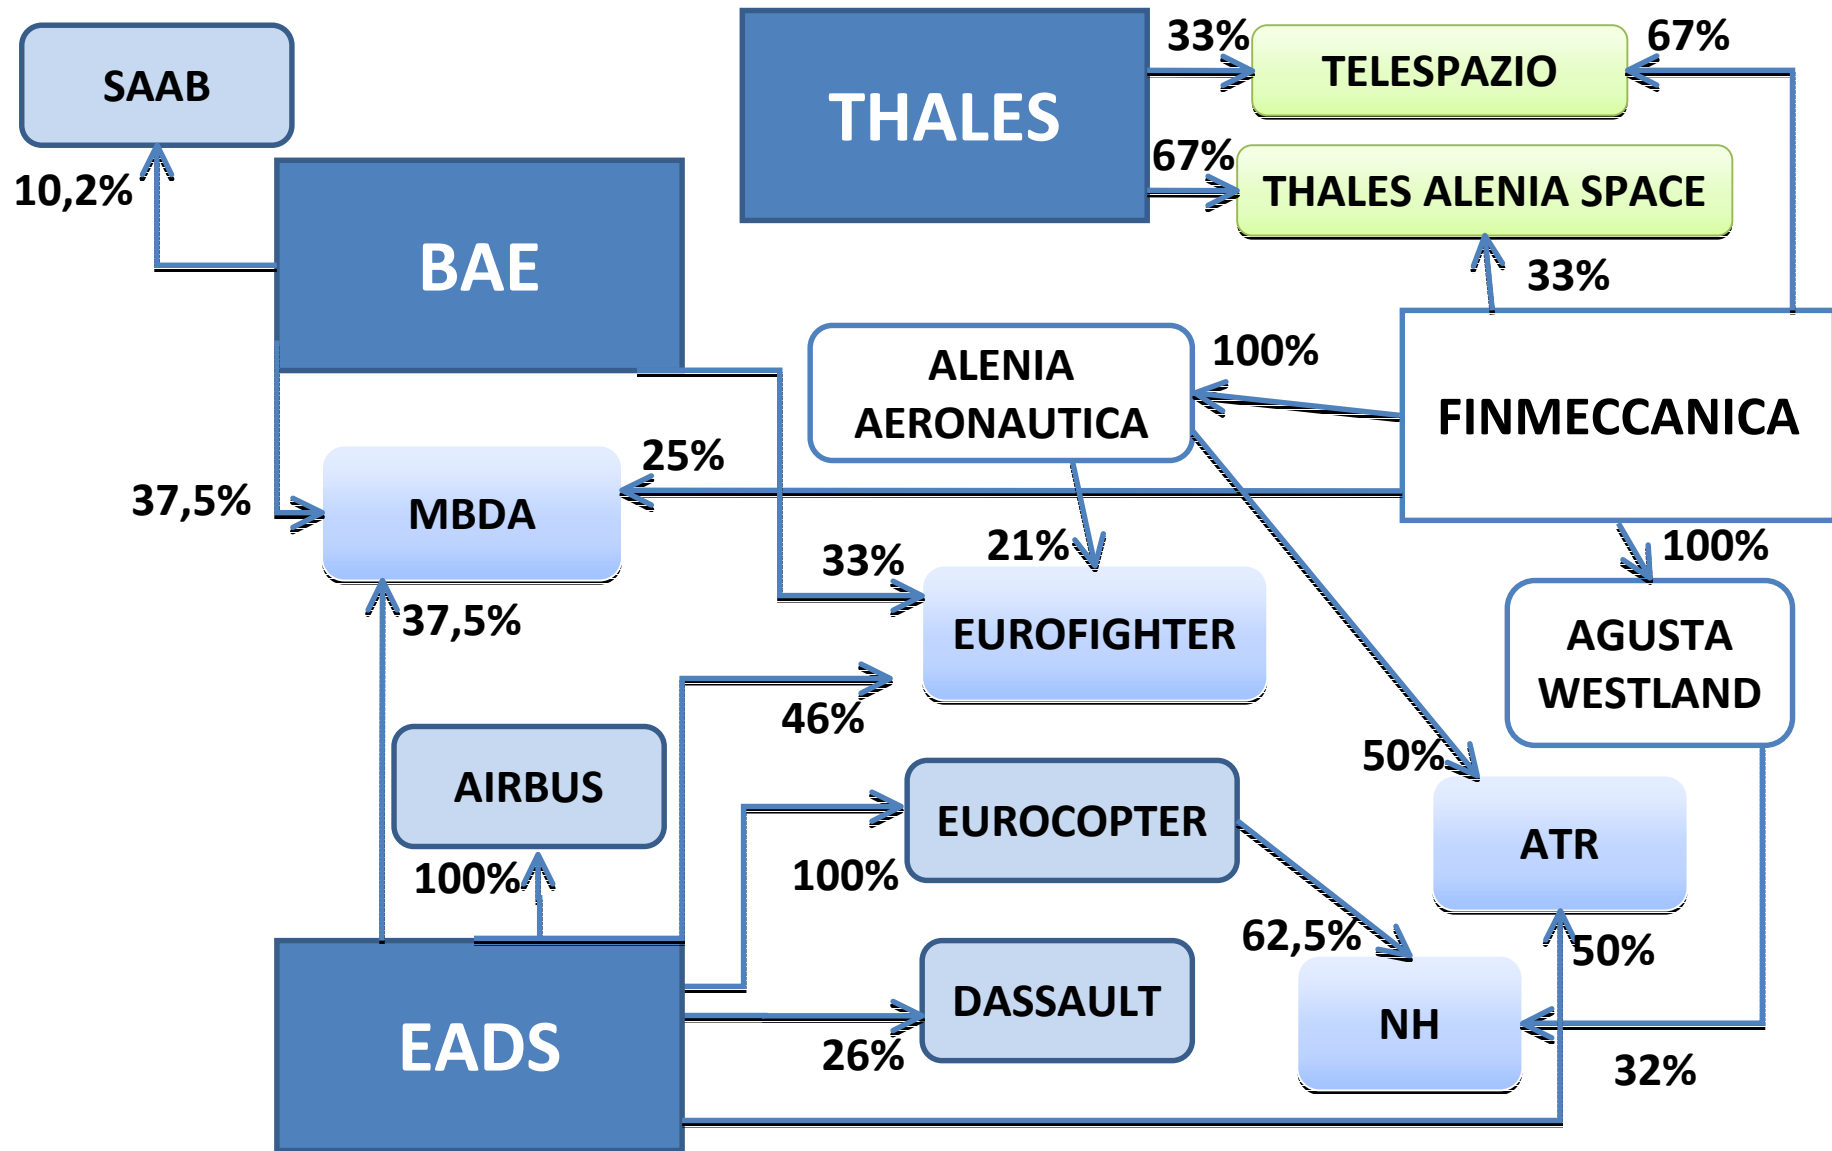 SAAB
10,2%
BAE
THALES
33%
TELESPAZIO
67%
67%
THALES ALENIA SPACE
33%
ALENIA
AERONAUTICA
100%
FINMECCANICA
37,5%
MBDA
25%
33%
21%
EUROFIGHTER
100%
AGUSTA
WESTLAND
37,5%
46%
AIRBUS
100%
EUROCOPTER
100%
50%
ATR
62,5%
50%
EADS
DASSAULT
26%
NH
32%